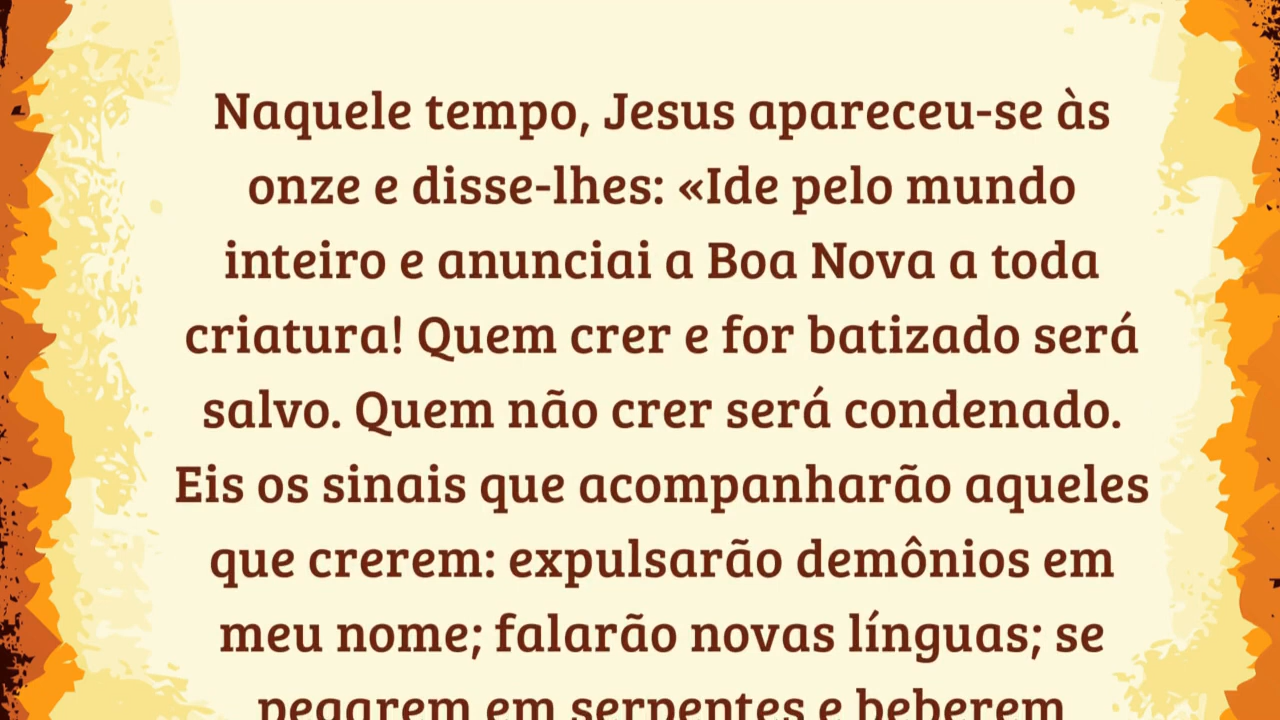 Naquele tempo, Jesus apareceu-se às
onze e disse-lhes: «Ide pelo mundo
inteiro e anunciai a Boa Nova a toda
criatura! Quem crer e for batizado será
salvo. Quem não crer será condenado.
Eis os sinais que acompanharão aqueles
que crerem: expulsarão demônios em
meu nome; falarão novas línguas; se
pegarem em serpentes e beberem